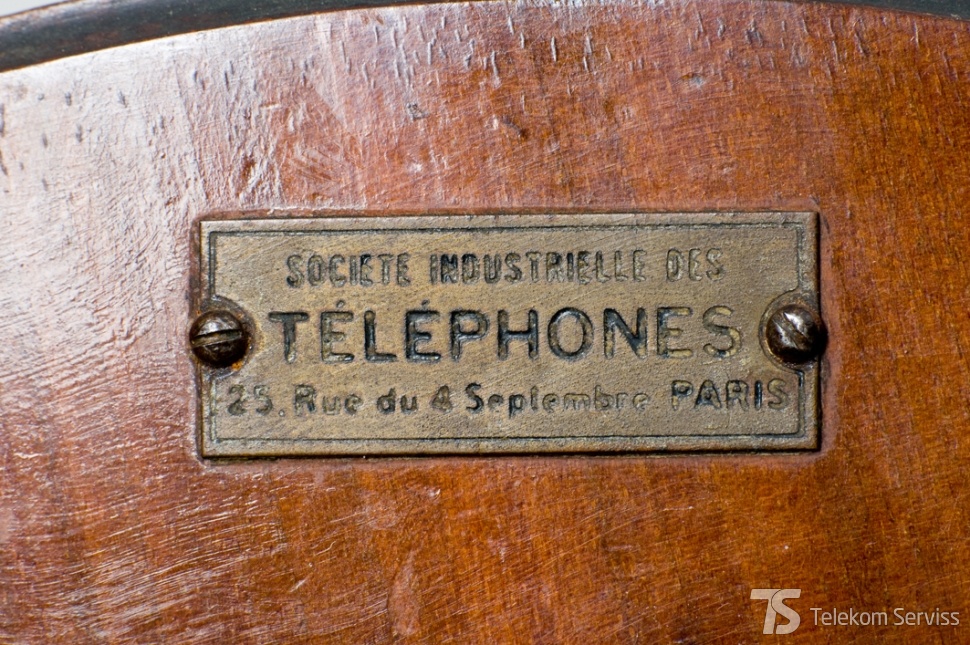 SOCIETE INDUSTRIELLE DES
TÉLÉPHONES
25. Rue du 4 Septembre PARIS
TS Telekom Serviss